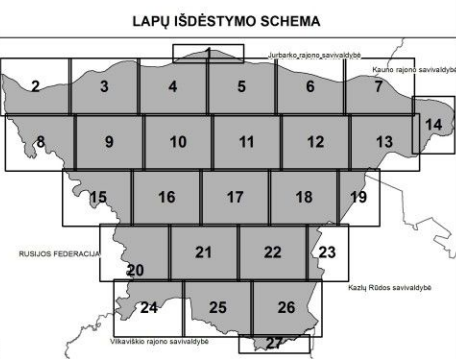 LAPŲ IŠDĖSTYMO SCHEMA
1
Jurbarko rajono savivaldybė
Kauno rajono savivaldybė
2 3 4 5 6 7
14
8 9 10 11 12 13
15 16 17 18 19
RUSIJOS FEDERACIJA
20 21 22 23
Kazlų Rūdos savivaldybė
24 25 26
Vilkaviškio rajono savivaldybė
27